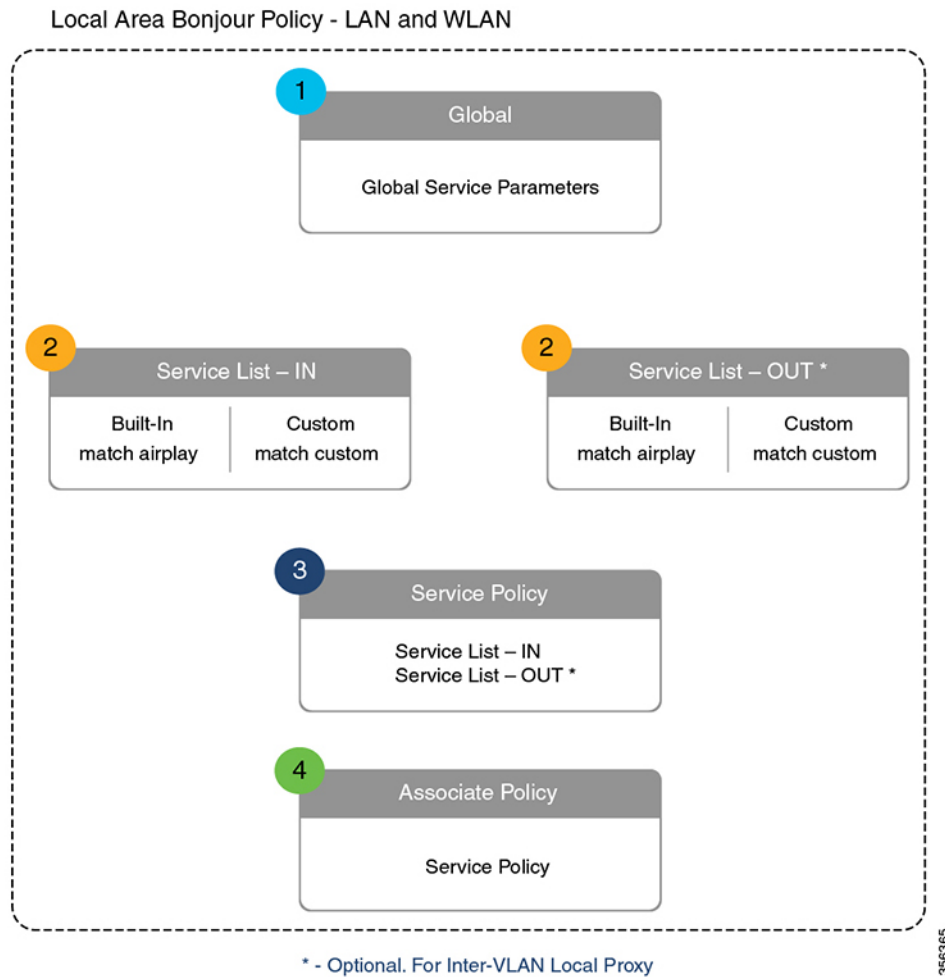 Local Area Bonjour Policy - LAN and WLAN
1
Global
Global Service Parameters
2
Service List – IN
Built-In
match airplay
Custom
match custom
2
Service List – OUT *
Built-In
match airplay
Custom
match custom
3
Service Policy
Service List – IN
Service List – OUT *
4
Associate Policy
Service Policy
* - Optional. For Inter-VLAN Local Proxy
356365